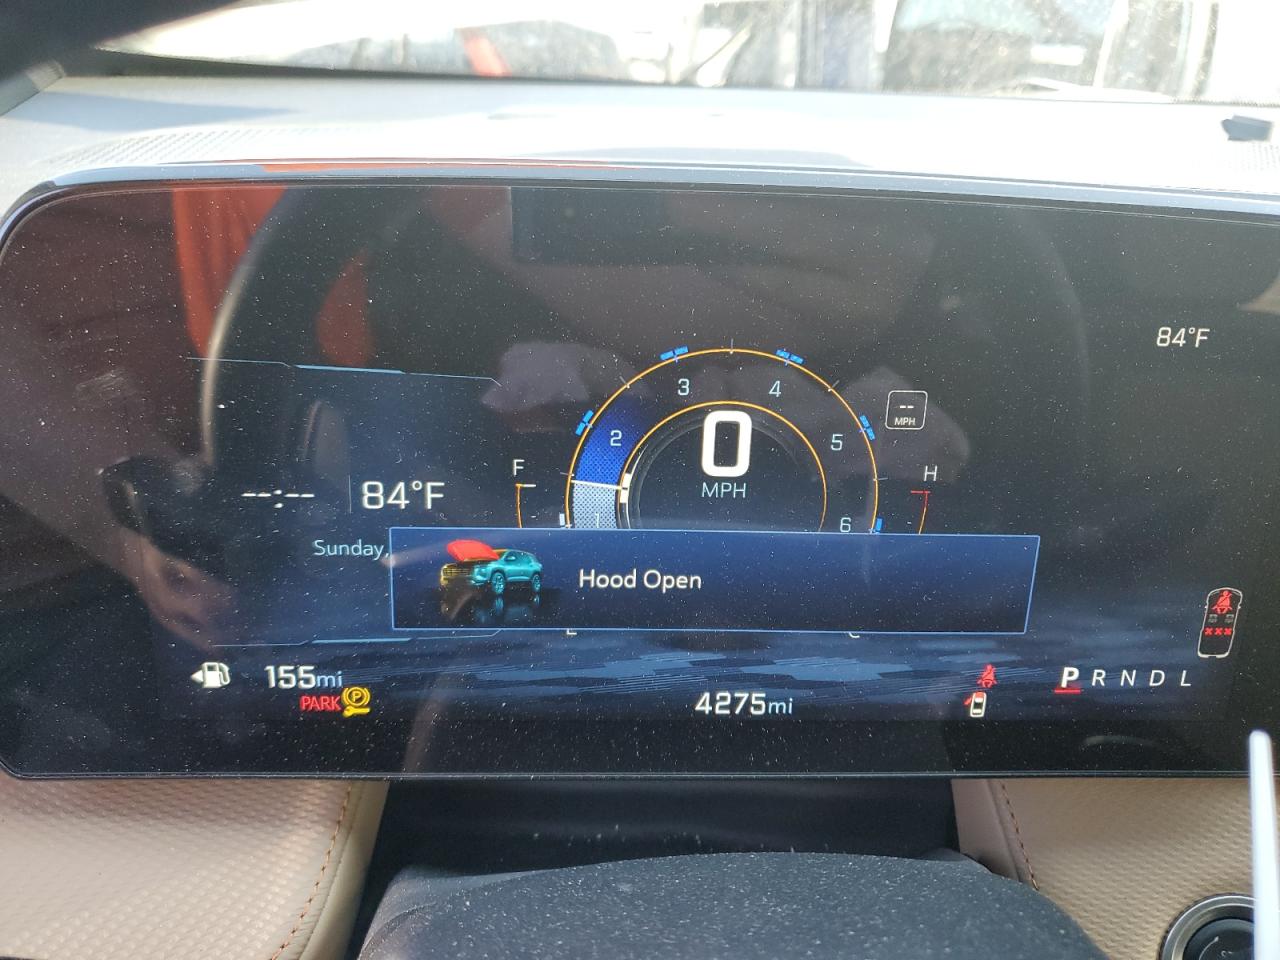 84°F
3 4
--
MPH
2 0 5
F
H
--:-- 84°F
MPH
1 6
Sunday,
Hood Open
E C
155mi
P R N D L
PARK P
4275mi